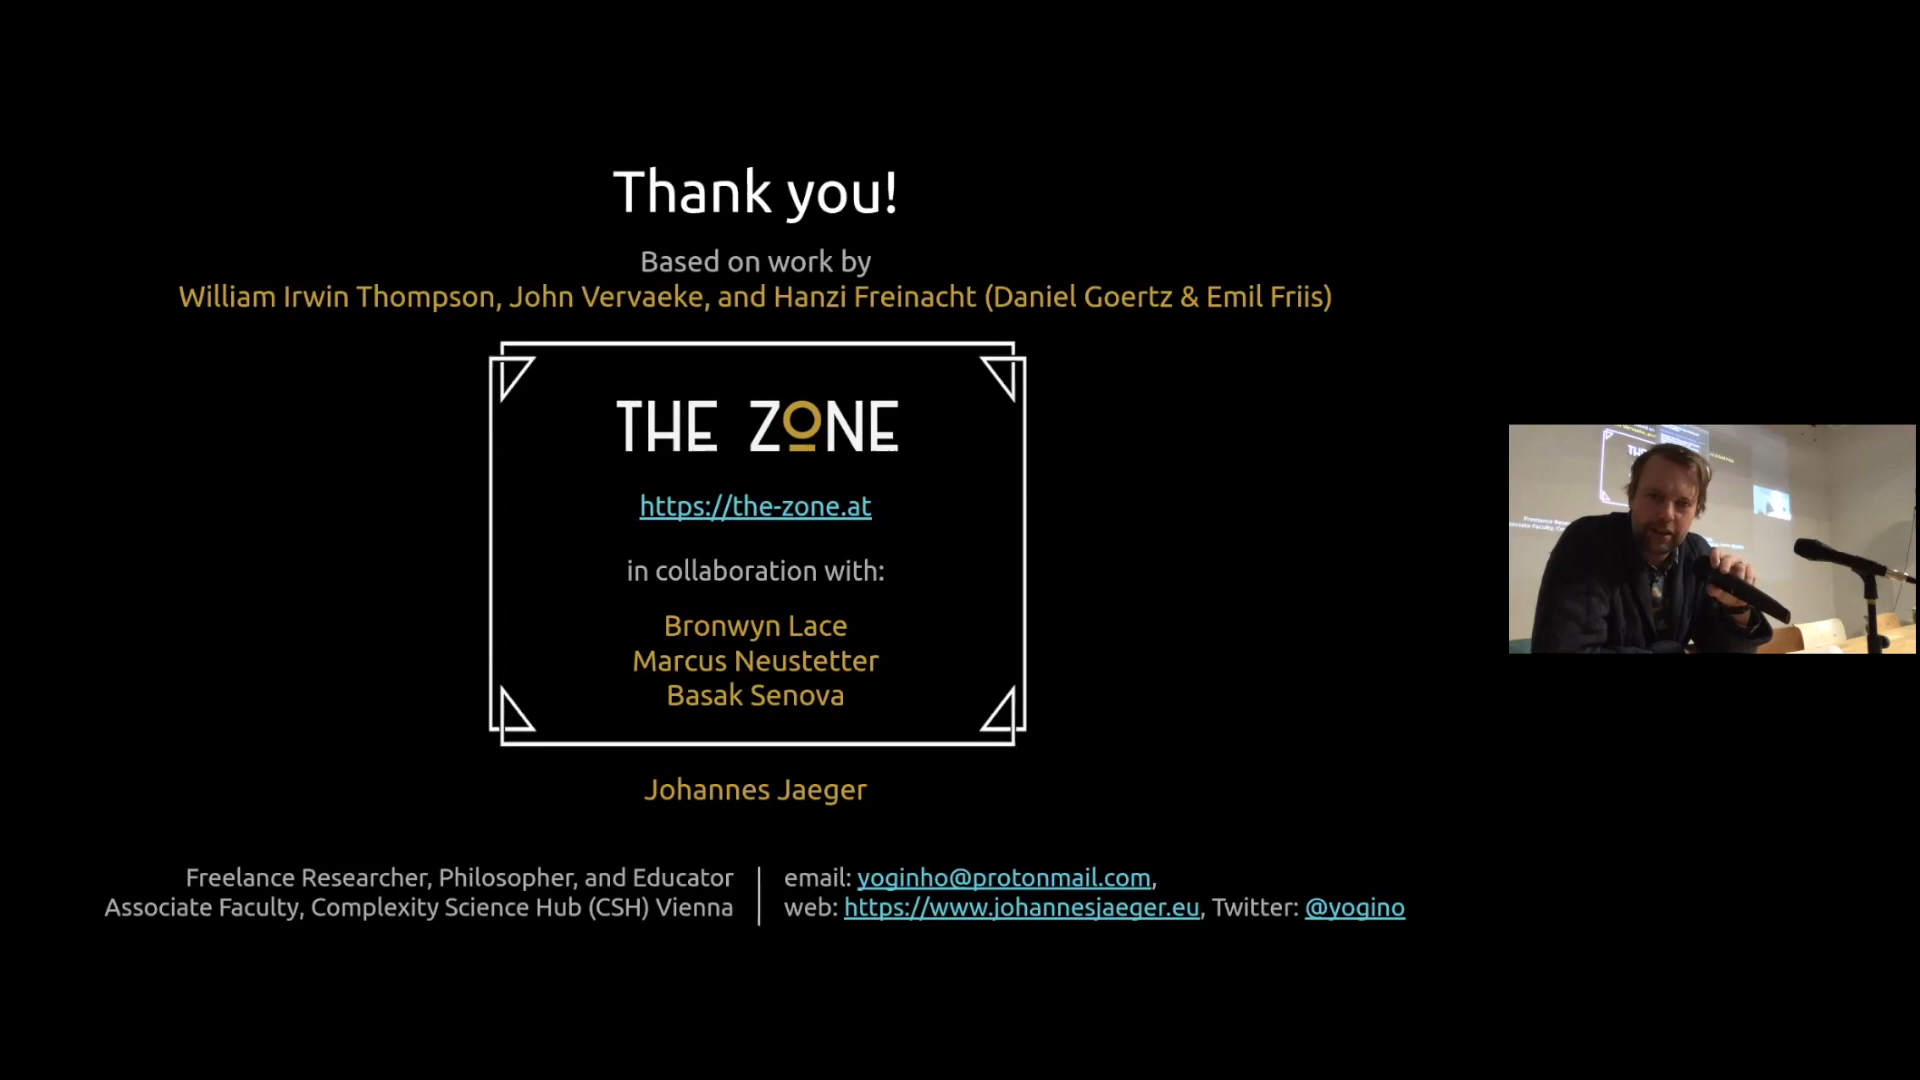 Thank you!
Based on work by
William Irwin Thompson, John Vervaeke, and Hanzi Freinacht (Daniel Goertz & Emil Friis)
THE ZONE
https://the-zone.at
in collaboration with:
Bronwyn Lace
Marcus Neustetter
Basak Senova
Johannes Jaeger
Freelance Researcher, Philosopher, and Educator
Associate Faculty, Complexity Science Hub (CSH) Vienna
email: yoginho@protonmail.com,
web: https://www.johannesjaeger.eu, Twitter: @yogino